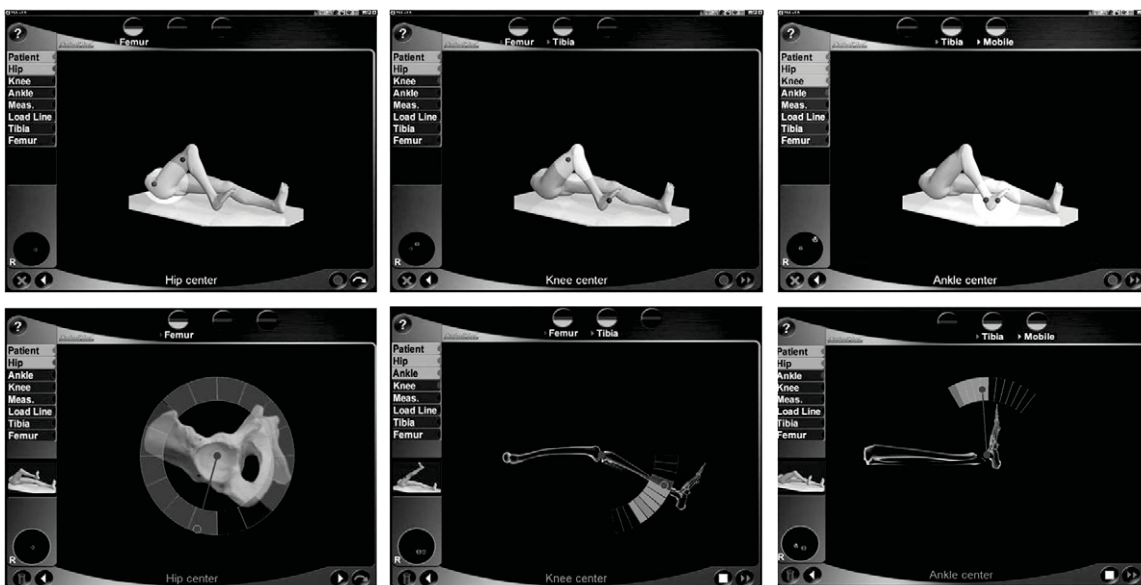 ?
Femur
Patient
Hip
Knee
Ankle
Meas.
Load Line
Tibia
Femur
R
Hip center
?
Femur Tibia
Patient
Hip
Knee
Ankle
Meas.
Load Line
Tibia
Femur
R
Knee center
?
Tibia Mobile
Patient
Hip
Knee
Ankle
Meas.
Load Line
Tibia
Femur
R
Ankle center
?
Femur
Patient
Hip
Ankle
Knee
Meas.
Load Line
Tibia
Femur
R
Hip center
?
Femur Tibia
Patient
Hip
Ankle
Knee
Meas.
Load Line
Tibia
Femur
R
Knee center
?
Tibia Mobile
Patient
Hip
Ankle
Knee
Meas.
Load Line
Tibia
Femur
R
Ankle center